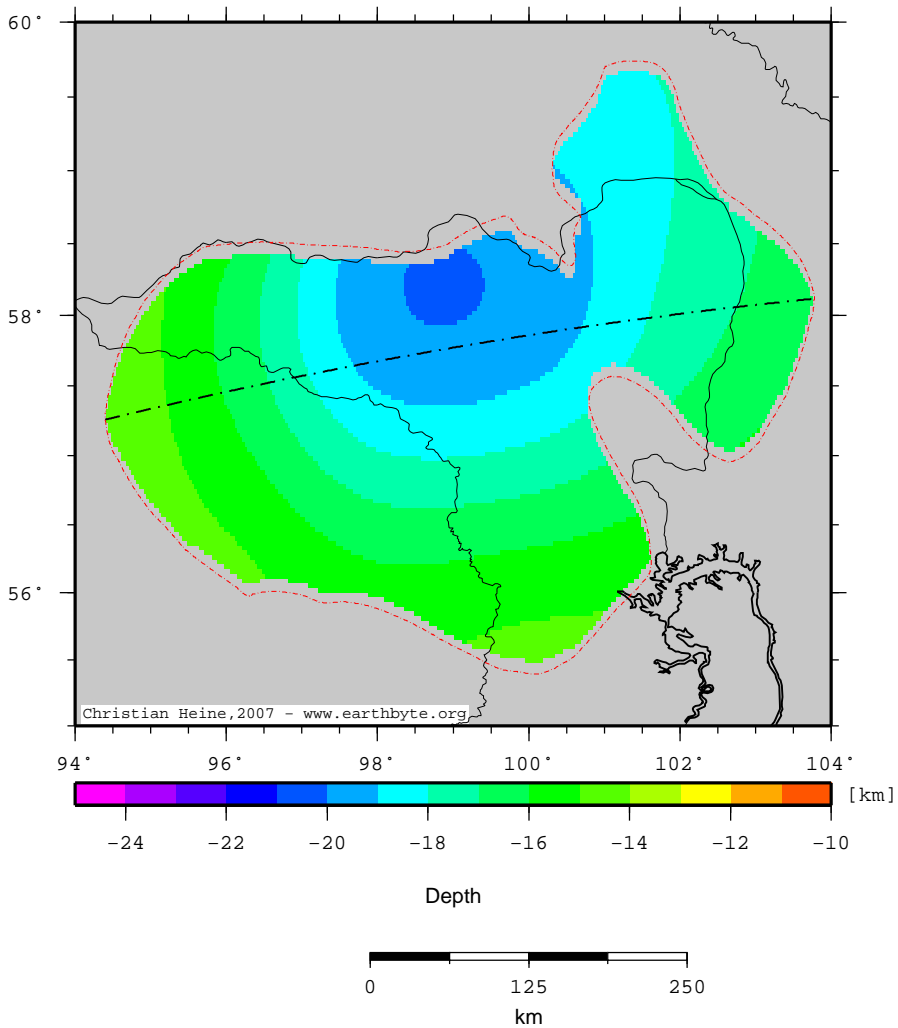 60°
58°
56°
Christian Heine,2007 - www.earthbyte.org
94° 96° 98° 100° 102° 104°
[km]
−24 −22 −20 −18 −16 −14 −12 −10
Depth
0 125 250
km